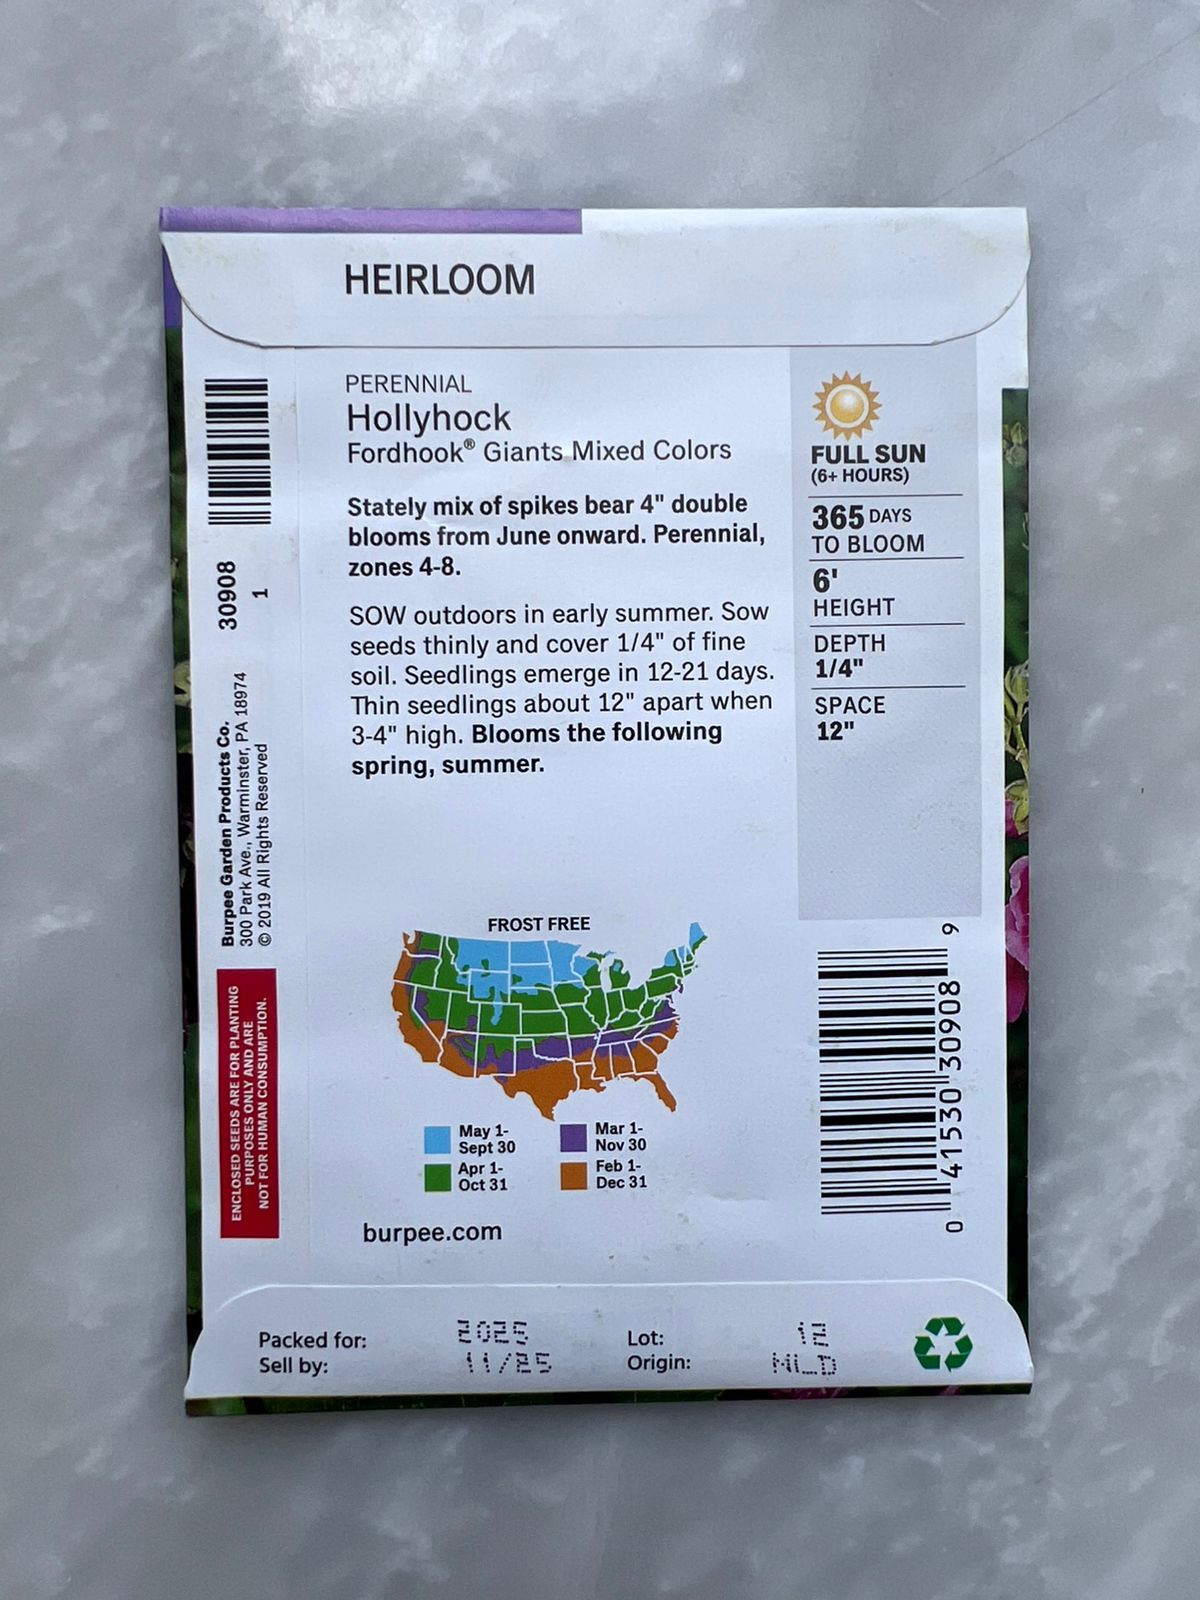 HEIRLOOM
PERENNIAL
Hollyhock
Fordhook® Giants Mixed Colors
Stately mix of spikes bear 4" double
blooms from June onward. Perennial,
zones 4-8.
SOW outdoors in early summer. Sow
seeds thinly and cover 1/4" of fine
soil. Seedlings emerge in 12-21 days.
Thin seedlings about 12" apart when
3-4" high. Blooms the following
spring, summer.
FULL SUN
(6+ HOURS)
365 DAYS
TO BLOOM
6'
HEIGHT
DEPTH
1/4"
SPACE
12"
30908
1
Burpee Garden Products Co.
300 Park Ave., Warminster, PA 18974
© 2019 All Rights Reserved
ENCLOSED SEEDS ARE FOR PLANTING
PURPOSES ONLY AND ARE
NOT FOR HUMAN CONSUMPTION.
FROST FREE
May 1-
Sept 30
Mar 1-
Nov 30
Apr 1-
Oct 31
Feb 1-
Dec 31
burpee.com
0 41530 30908 9
Packed for: 2025 Lot: 12
Sell by: 11/25 Origin: NLD